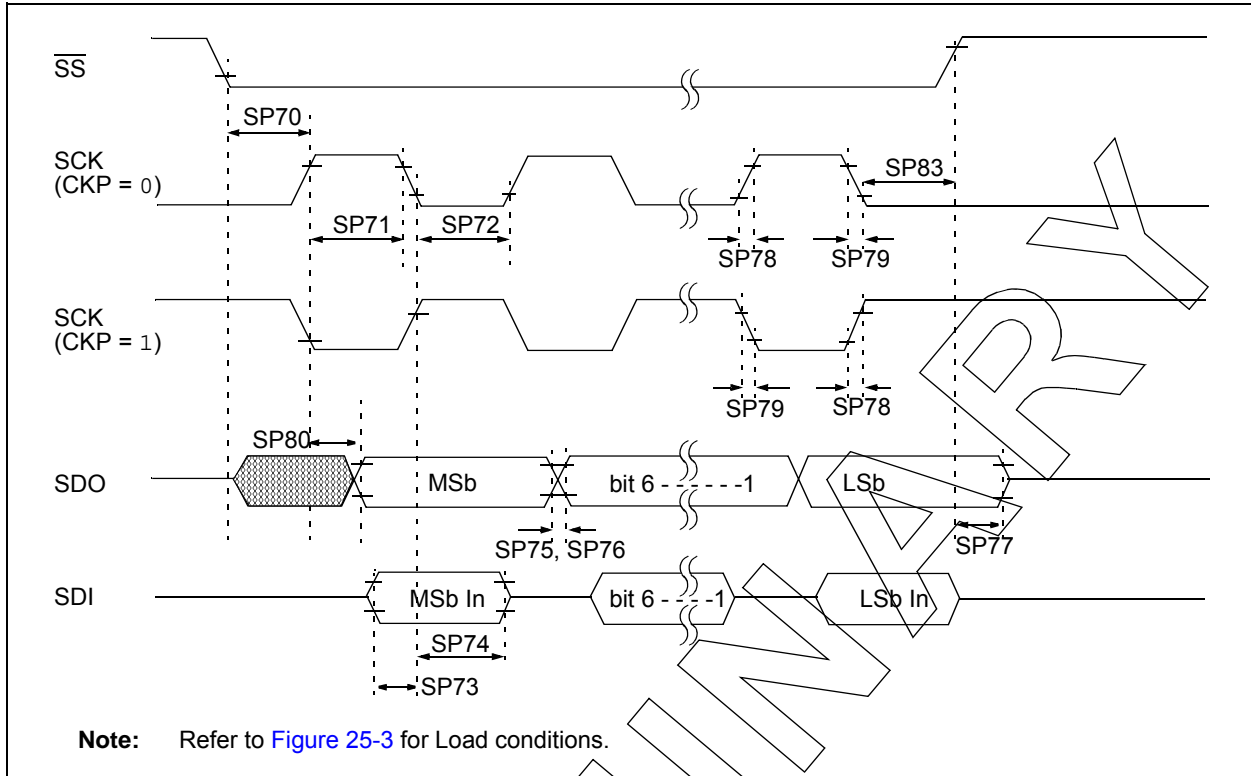 SS
SP70
SCK
(CKP = 0)
SP83
SP71
SP72
SP78
SP79
SCK
(CKP = 1)
SP79
SP78
SP80
SDO
MSb
bit 6 - - - - - -1
LSb
SP75, SP76
SP77
SDI
MSb In
bit 6 - - - -1
LSb In
SP74
SP73
Note: Refer to Figure 25-3 for Load conditions.
INARY